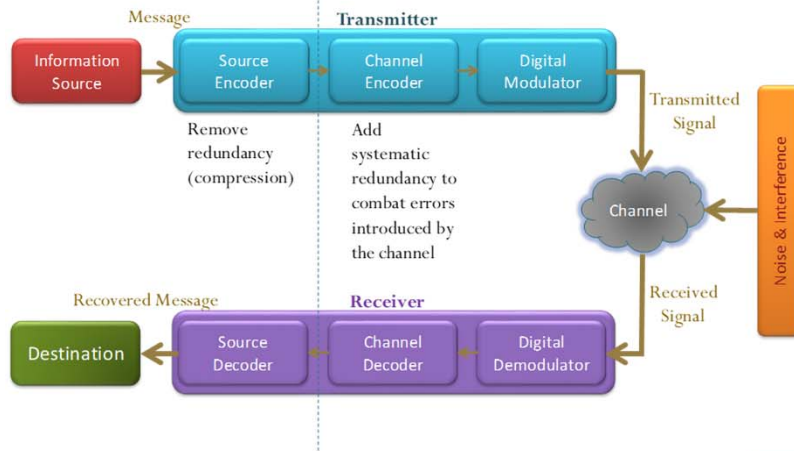 Message
Transmitter
Information
Source
Source
Encoder
Channel
Encoder
Digital
Modulator
Transmitted
Signal
Remove
redundancy
(compression)
Add
systematic
redundancy to
combat errors
introduced by
the channel
Channel
Noise & Interference
Recovered Message
Receiver
Received
Signal
Destination
Source
Decoder
Channel
Decoder
Digital
Demodulator